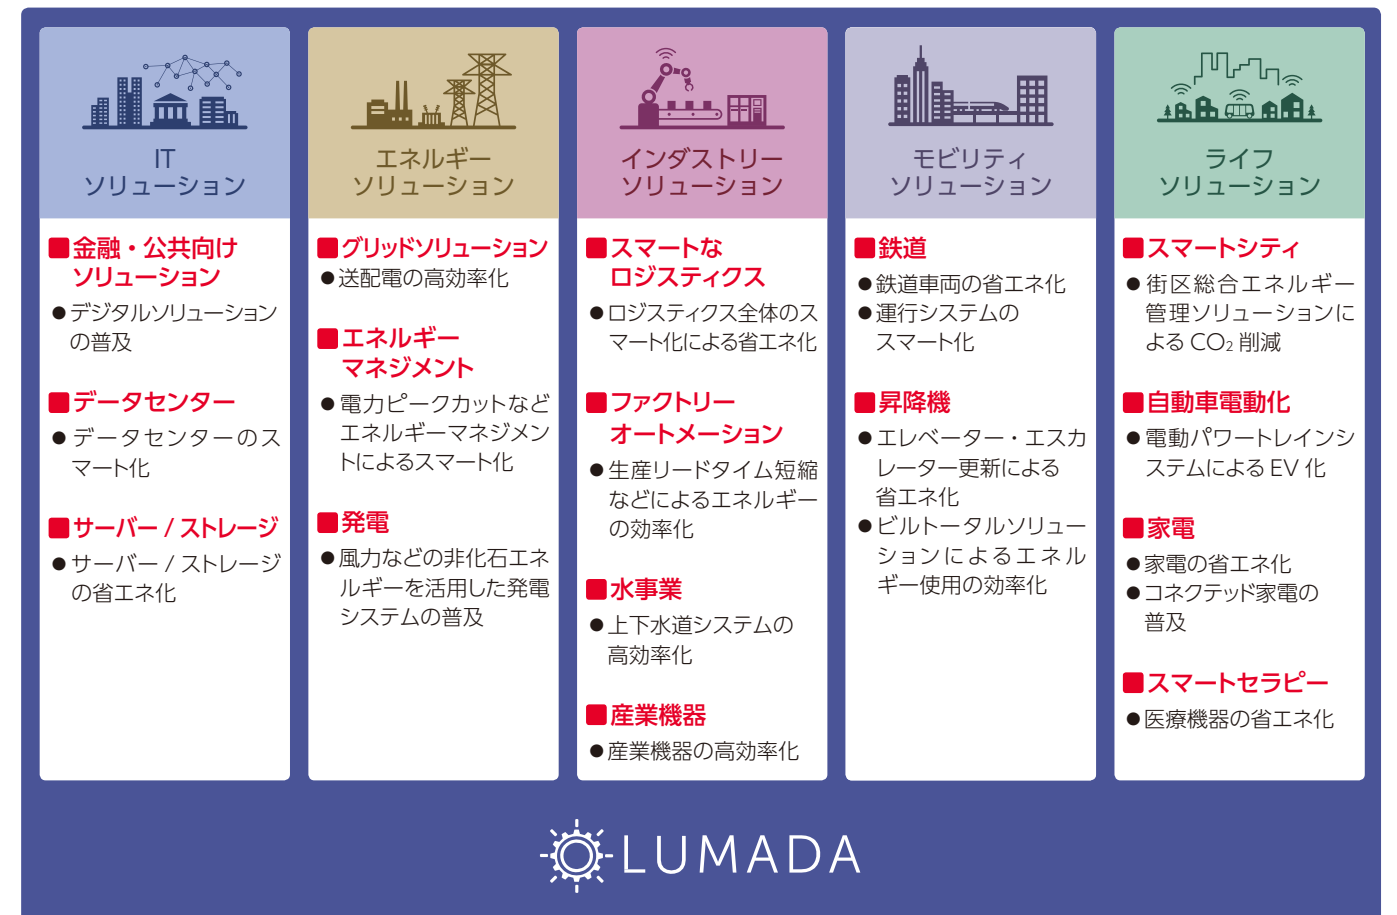 IT
ソリューション
■金融・公共向け
ソリューション
●デジタルソリューション
の普及
■データセンター
●データセンターのス
マート化
■サーバー / ストレージ
●サーバー / ストレージ
の省エネ化
エネルギー
ソリューション
■グリッドソリューション
●送配電の高効率化
■エネルギー
マネジメント
●電力ピークカットなど
エネルギーマネジメン
トによるスマート化
■発電
●風力などの非化石エネ
ルギーを活用した発電
システムの普及
インダストリー
ソリューション
■スマートな
ロジスティクス
●ロジスティクス全体のス
マート化による省エネ化
■ファクトリー
オートメーション
●生産リードタイム短縮
などによるエネルギー
の効率化
■水事業
●上下水道システムの
高効率化
■産業機器
●産業機器の高効率化
モビリティ
ソリューション
■鉄道
●鉄道車両の省エネ化
●運行システムの
スマート化
■昇降機
●エレベーター・エスカ
レーター更新による
省エネ化
●ビルトータルソリュー
ションによるエネル
ギー使用の効率化
ライフ
ソリューション
■スマートシティ
●街区総合エネルギー
管理ソリューションに
よる CO₂ 削減
■自動車電動化
●電動パワートレインシ
ステムによる EV 化
■家電
●家電の省エネ化
●コネクテッド家電の
普及
■スマートセラピー
●医療機器の省エネ化
LUMADA